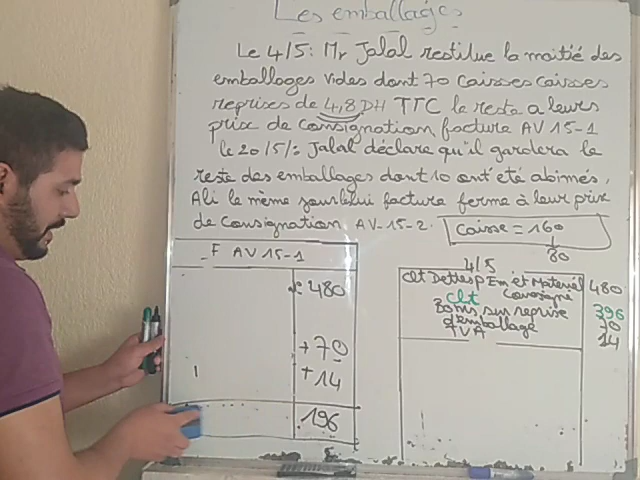 Les emballages
Le 4/5: Mr Jalal restitue la moitié des
emballages vides dont 70 Caisses caisses
reprises de 4,8 DH TTC le reste a leurs
prix de consignation facture AV 15-1
le 20/5/: Jalal déclare qu'il gardera le
reste des emballages dont 10 ont été abimés,
Ali le même jour lui facture ferme à leur prix
de consignation AV-15-2. Caisse = 160
80
F AV 15-1
480
+ 70
+ 14
196
4/5
Clt Dettes P Em et Materiel 480
Consigné
Clt 396
Bonis sur reprise 70
d'emballage
TVA 14